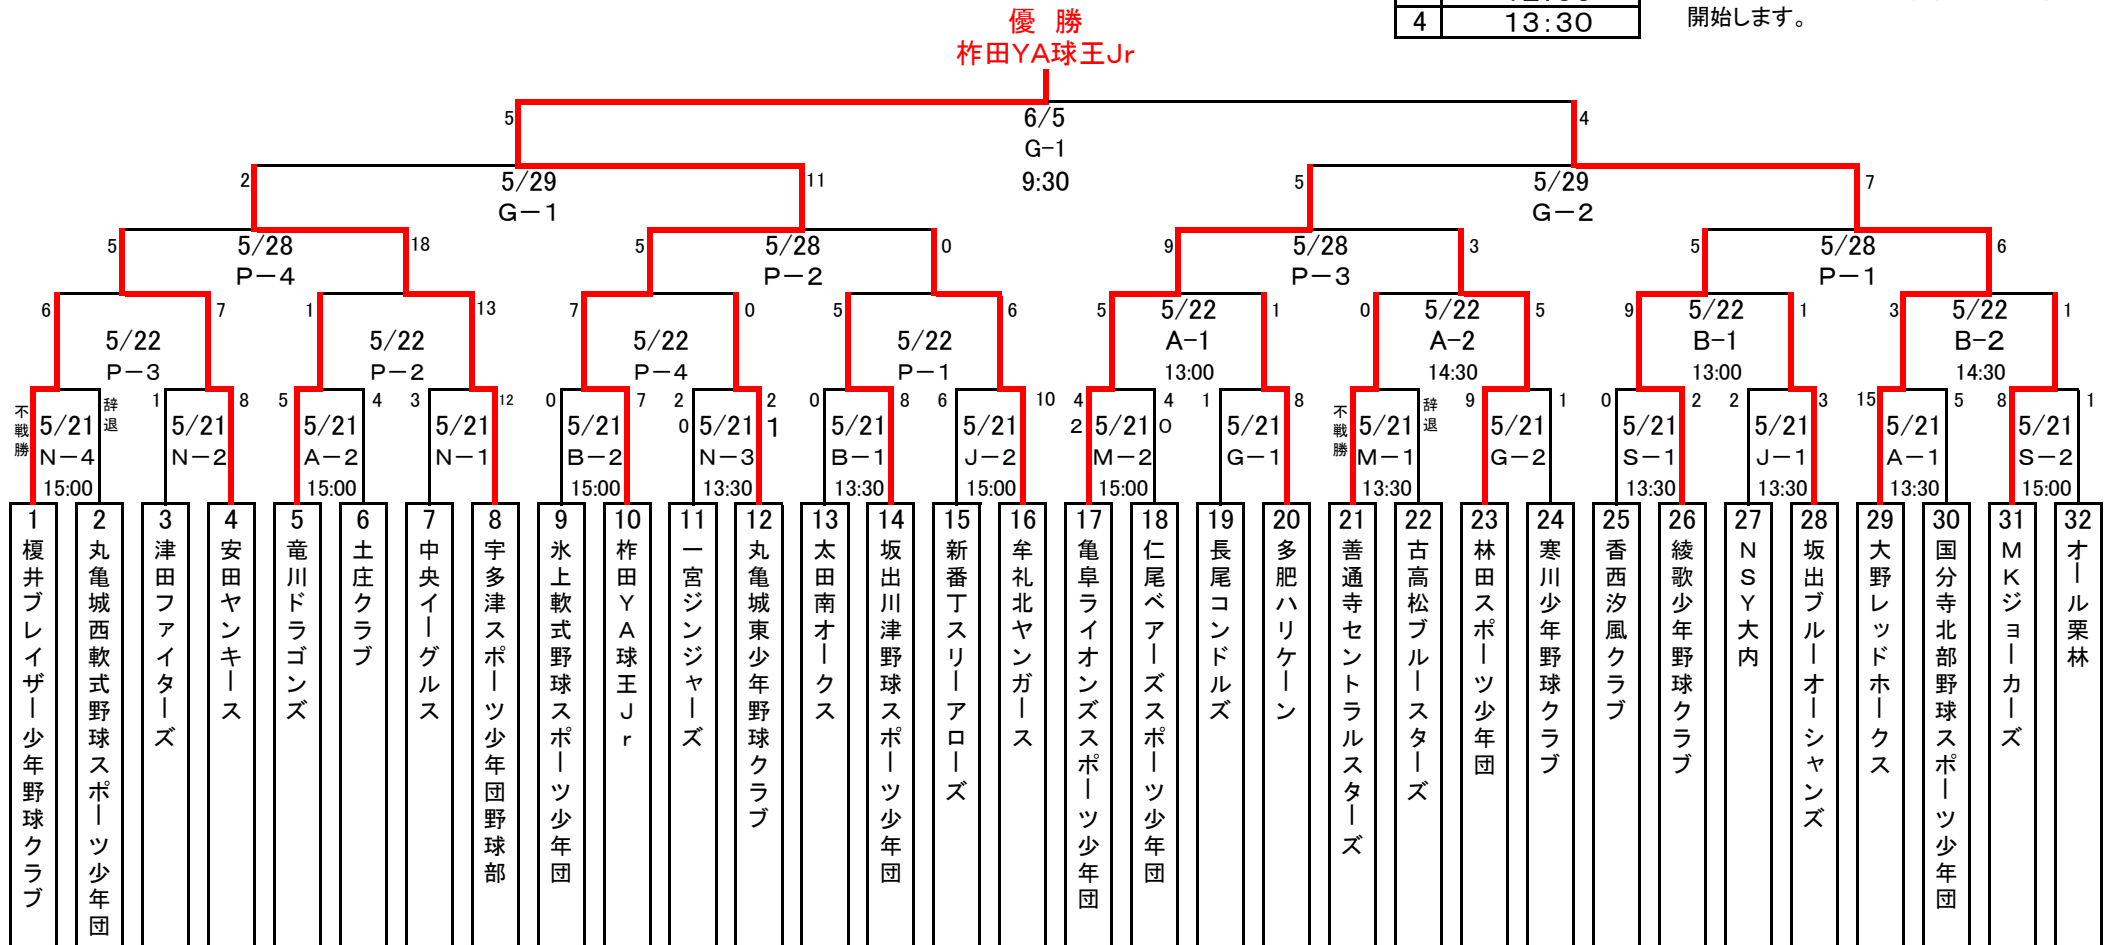 4 13:30
開始します。
優 勝
柞田YA球王Jr
5 6/5 4
G-1
9:30
2 5/29 11 5 5/29 7
G-1 G-2
5 5/28 18 5 5/28 0 9 5/28 3 5 5/28 6
P-4 P-2 P-3 P-1
6 7 1 13 7 0 5 6 5 5/22 1 0 5/22 5 9 5/22 1 3 5/22 1
5/22 5/22 5/22 5/22 A-1 A-2 B-1 B-2
P-3 P-2 P-4 P-1 13:00 14:30 13:00 14:30
不戦勝 辞退 1 8 5 4 3 12 0 7 2 2 0 8 6 10 4 4 1 8 不戦勝 辞退 9 1 0 2 2 3 15 5 8 1
0 1 2 0
5/21 5/21 5/21 5/21 5/21 5/21 5/21 5/21 5/21 5/21 5/21 5/21 5/21 5/21 5/21 5/21
N-4 N-2 A-2 N-1 B-2 N-3 B-1 J-2 M-2 G-1 M-1 G-2 S-1 J-1 A-1 S-2
15:00 15:00 15:00 13:30 13:30 15:00 15:00 13:30 13:30 13:30 13:30 15:00
1 榎井ブレイザー少年野球クラブ
2 丸亀城西軟式野球スポーツ少年団
3 津田ファイターズ
4 安田ヤンキース
5 竜川ドラゴンズ
6 土庄クラブ
7 中央イーグルス
8 宇多津スポーツ少年団野球部
9 氷上軟式野球スポーツ少年団
10 柞田YA球王Jr
11 一宮ジンジャーズ
12 丸亀城東少年野球クラブ
13 太田南オークス
14 坂出川津野球スポーツ少年団
15 新番丁スリーアローズ
16 牟礼北ヤンガース
17 亀阜ライオンズスポーツ少年団
18 仁尾ベアーズスポーツ少年団
19 長尾コンドルズ
20 多肥ハリケーン
21 善通寺セントラルスターズ
22 古高松ブルースターズ
23 林田スポーツ少年団
24 寒川少年野球クラブ
25 香西汐風クラブ
26 綾歌少年野球クラブ
27 NSY大内
28 坂出ブルーオーシャンズ
29 大野レッドホークス
30 国分寺北部野球スポーツ少年団
31 MKジョーカーズ
32 オール栗林